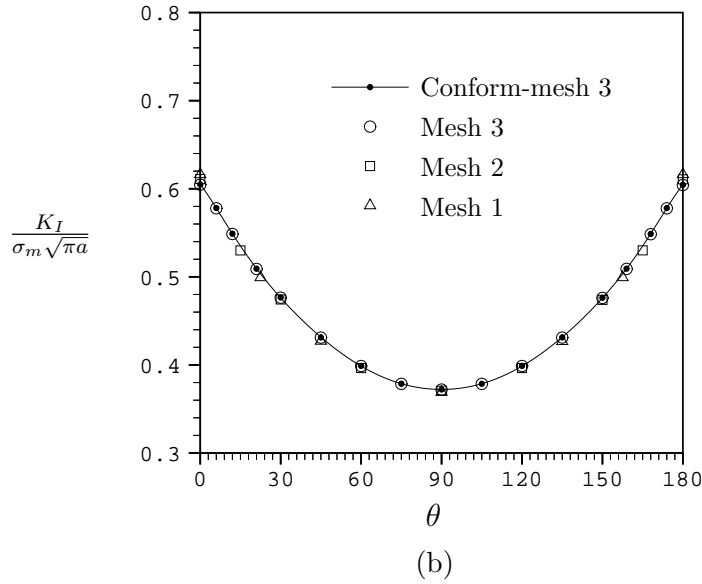 0.8
0.7
0.6
0.5
0.4
0.3
Conform-mesh 3
Mesh 3
Mesh 2
Mesh 1
K_I
σ_m√πa
0 30 60 90 120 150 180
θ
(b)